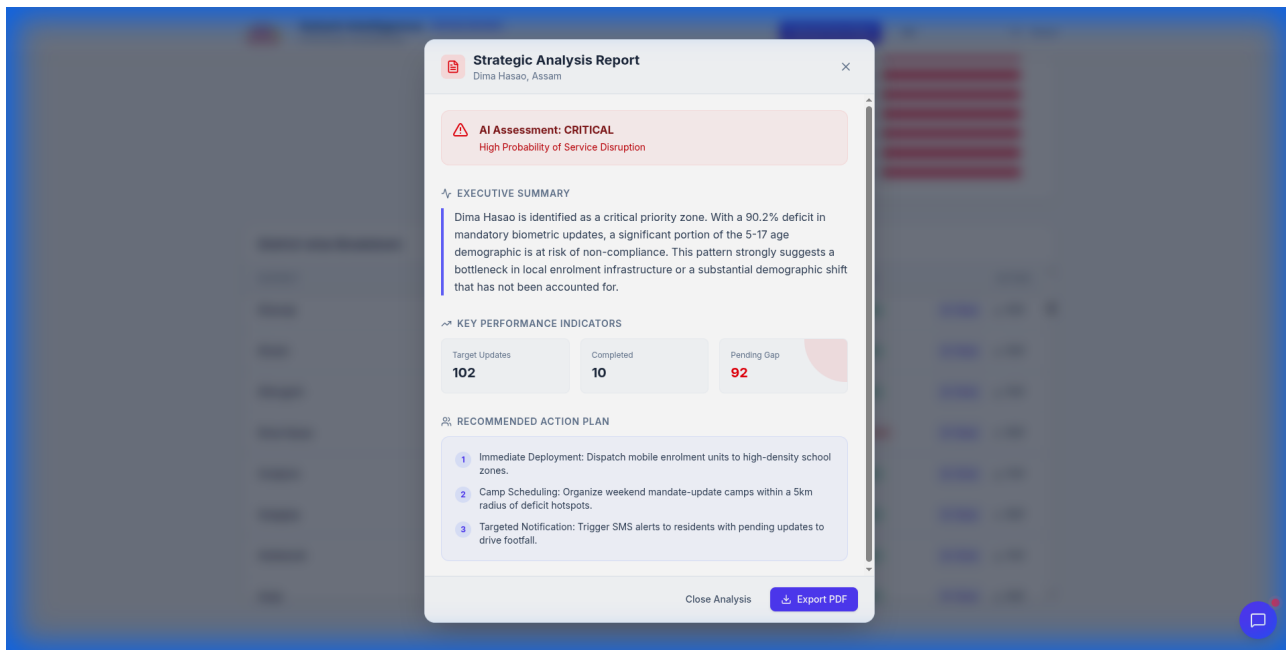 Strategic Analysis Report
Dima Hasao, Assam
AI Assessment: CRITICAL
High Probability of Service Disruption
EXECUTIVE SUMMARY
Dima Hasao is identified as a critical priority zone. With a 90.2% deficit in
mandatory biometric updates, a significant portion of the 5-17 age
demographic is at risk of non-compliance. This pattern strongly suggests a
bottleneck in local enrolment infrastructure or a substantial demographic shift
that has not been accounted for.
KEY PERFORMANCE INDICATORS
Target Updates
102
Completed
10
Pending Gap
92
RECOMMENDED ACTION PLAN
1 Immediate Deployment: Dispatch mobile enrolment units to high-density school
zones.
2 Camp Scheduling: Organize weekend mandate-update camps within a 5km
radius of deficit hotspots.
3 Targeted Notification: Trigger SMS alerts to residents with pending updates to
drive footfall.
Close Analysis
Export PDF